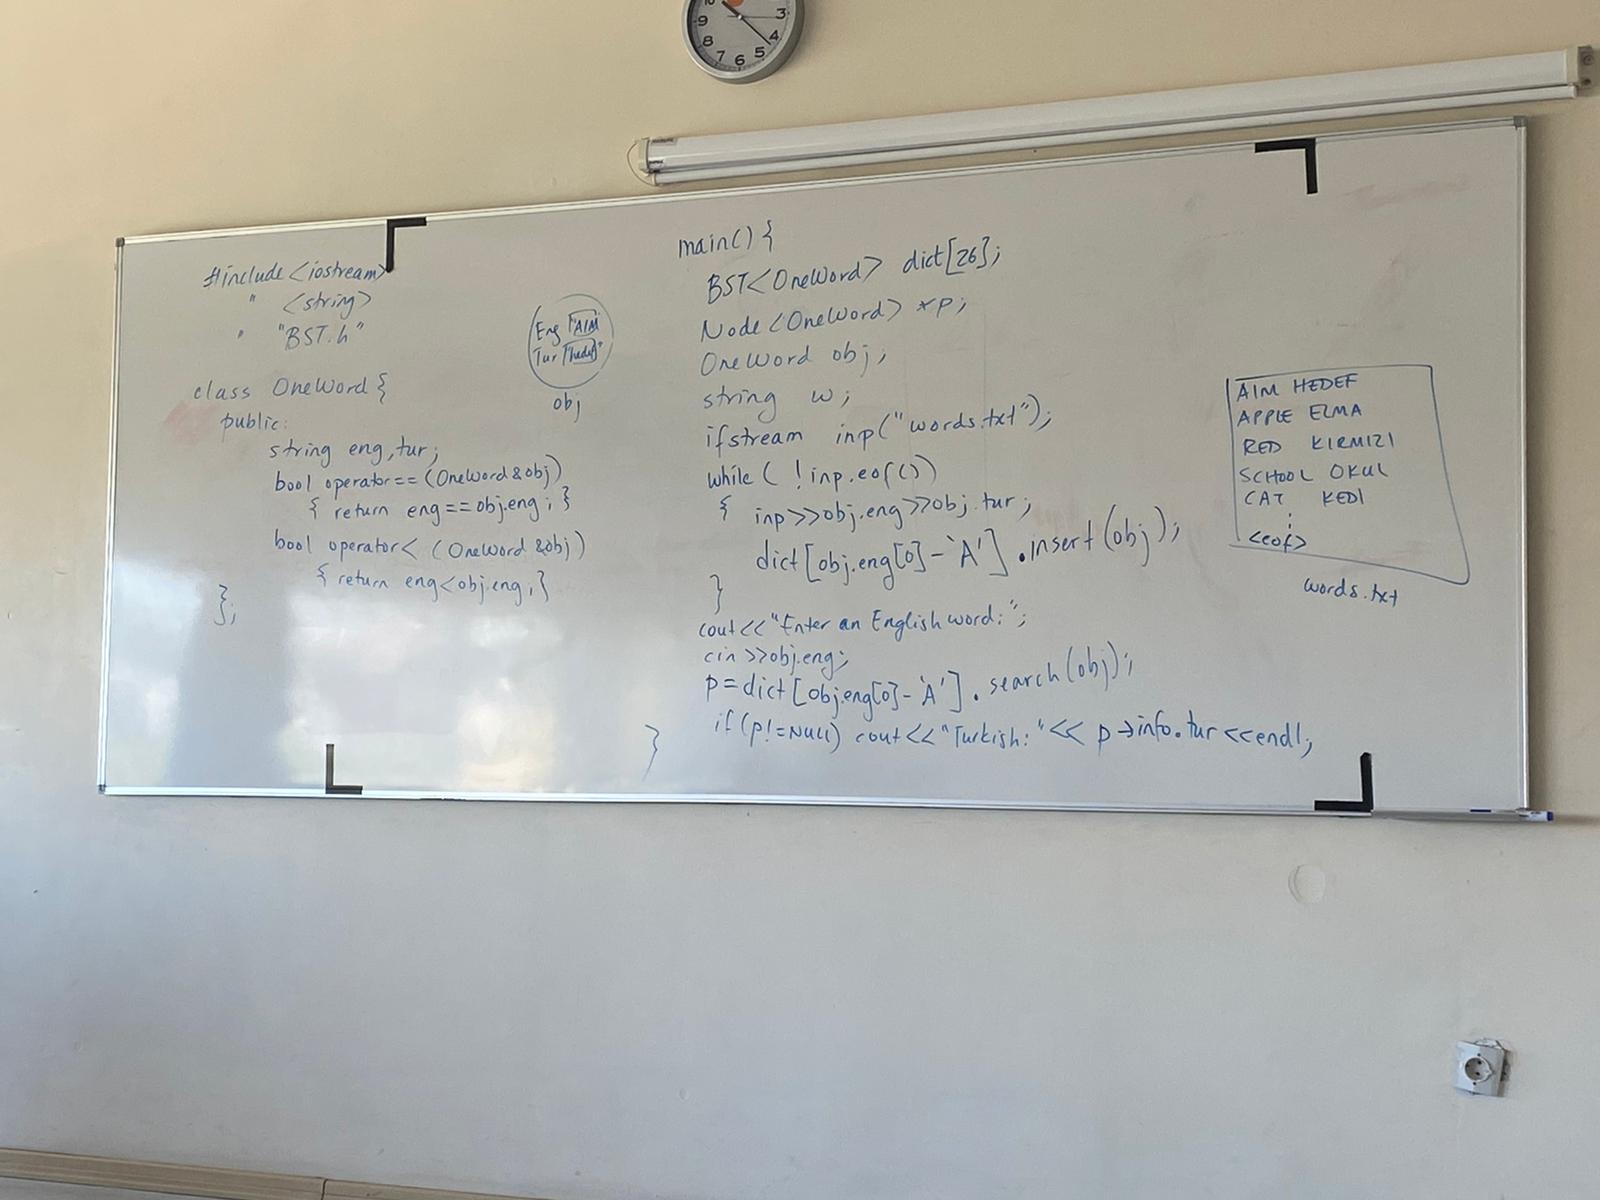 10
9
8
7
6
5
4
3
#include <iostream>
" <string>
" "BST.h"
class OneWord {
public:
string eng, tur;
bool operator== (OneWord &obj)
{ return eng==obj.eng; }
bool operator< (OneWord &obj)
{ return eng<obj.eng; }
};
Eng "AIM"
Tur "hedef"
obj
main() {
BST<OneWord> dict[26];
Node<OneWord> *p;
OneWord obj;
string w;
ifstream inp("words.txt");
while ( !inp.eof())
{ inp>>obj.eng>>obj.tur;
dict[obj.eng[0]-'A'].insert(obj);
}
cout<<"Enter an English word: ";
cin>>obj.eng;
p=dict[obj.eng[0]-'A'].search(obj);
if (p!=NULL) cout<<"Turkish: "<< p->info.tur<<endl;
}
AIM HEDEF
APPLE ELMA
RED KIRMIZI
SCHOOL OKUL
CAT KEDI
<eof>
words.txt